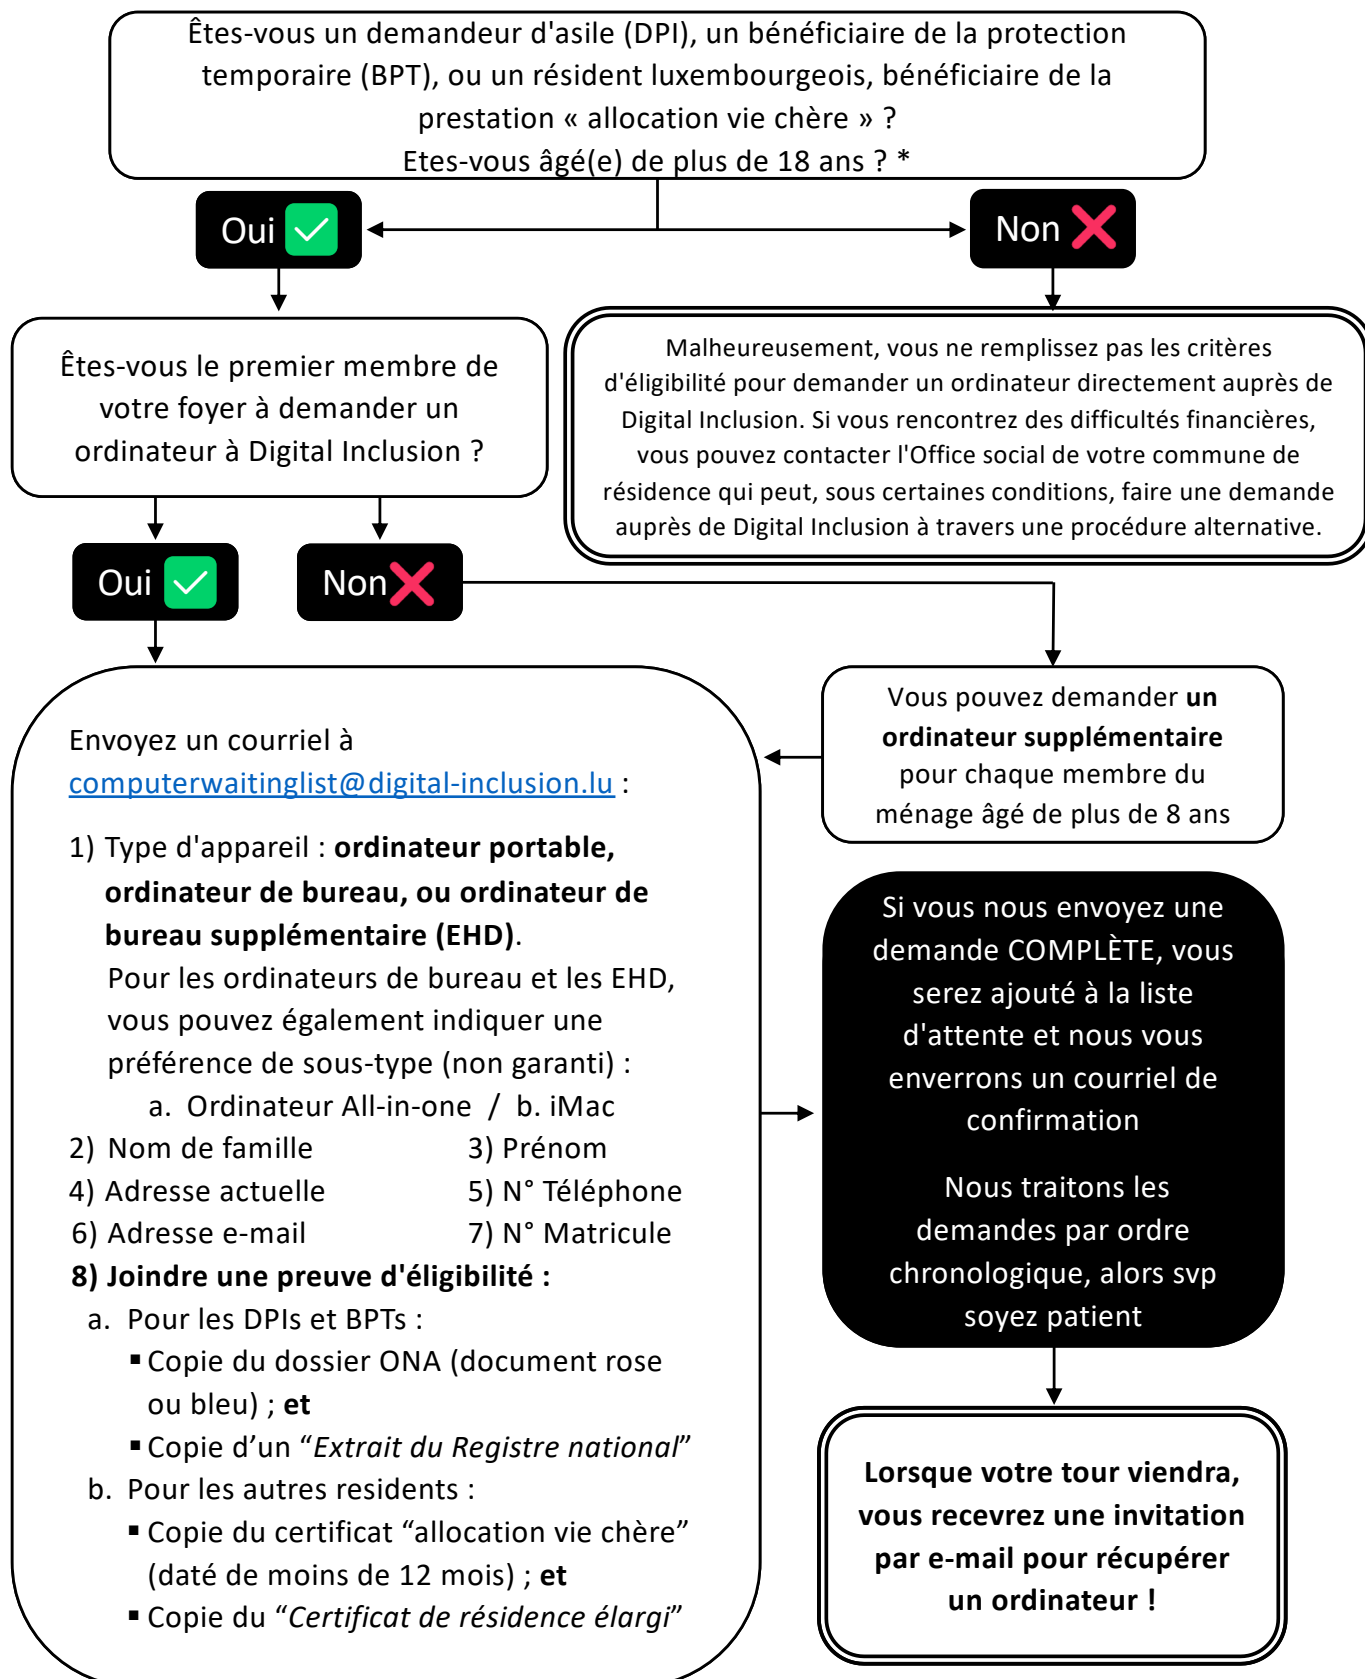 Êtes-vous un demandeur d'asile (DPI), un bénéficiaire de la protection
temporaire (BPT), ou un résident luxembourgeois, bénéficiaire de la
prestation « allocation vie chère » ?
Etes-vous âgé(e) de plus de 18 ans ? *
Oui
Non
Êtes-vous le premier membre de
votre foyer à demander un
ordinateur à Digital Inclusion ?
Malheureusement, vous ne remplissez pas les critères
d'éligibilité pour demander un ordinateur directement auprès de
Digital Inclusion. Si vous rencontrez des difficultés financières,
vous pouvez contacter l'Office social de votre commune de
résidence qui peut, sous certaines conditions, faire une demande
auprès de Digital Inclusion à travers une procédure alternative.
Oui
Non
Envoyez un courriel à
computerwaitinglist@digital-inclusion.lu :
1) Type d'appareil : ordinateur portable,
ordinateur de bureau, ou ordinateur de
bureau supplémentaire (EHD).
Pour les ordinateurs de bureau et les EHD,
vous pouvez également indiquer une
préférence de sous-type (non garanti) :
a. Ordinateur All-in-one / b. iMac
2) Nom de famille 3) Prénom
4) Adresse actuelle 5) N° Téléphone
6) Adresse e-mail 7) N° Matricule
8) Joindre une preuve d'éligibilité :
a. Pour les DPIs et BPTs :
▪ Copie du dossier ONA (document rose
ou bleu) ; et
▪ Copie d’un “Extrait du Registre national”
b. Pour les autres residents :
▪ Copie du certificat “allocation vie chère”
(daté de moins de 12 mois) ; et
▪ Copie du “Certificat de résidence élargi”
Vous pouvez demander un
ordinateur supplémentaire
pour chaque membre du
ménage âgé de plus de 8 ans
Si vous nous envoyez une
demande COMPLÈTE, vous
serez ajouté à la liste
d'attente et nous vous
enverrons un courriel de
confirmation
Nous traitons les
demandes par ordre
chronologique, alors svp
soyez patient
Lorsque votre tour viendra,
vous recevrez une invitation
par e-mail pour récupérer
un ordinateur !